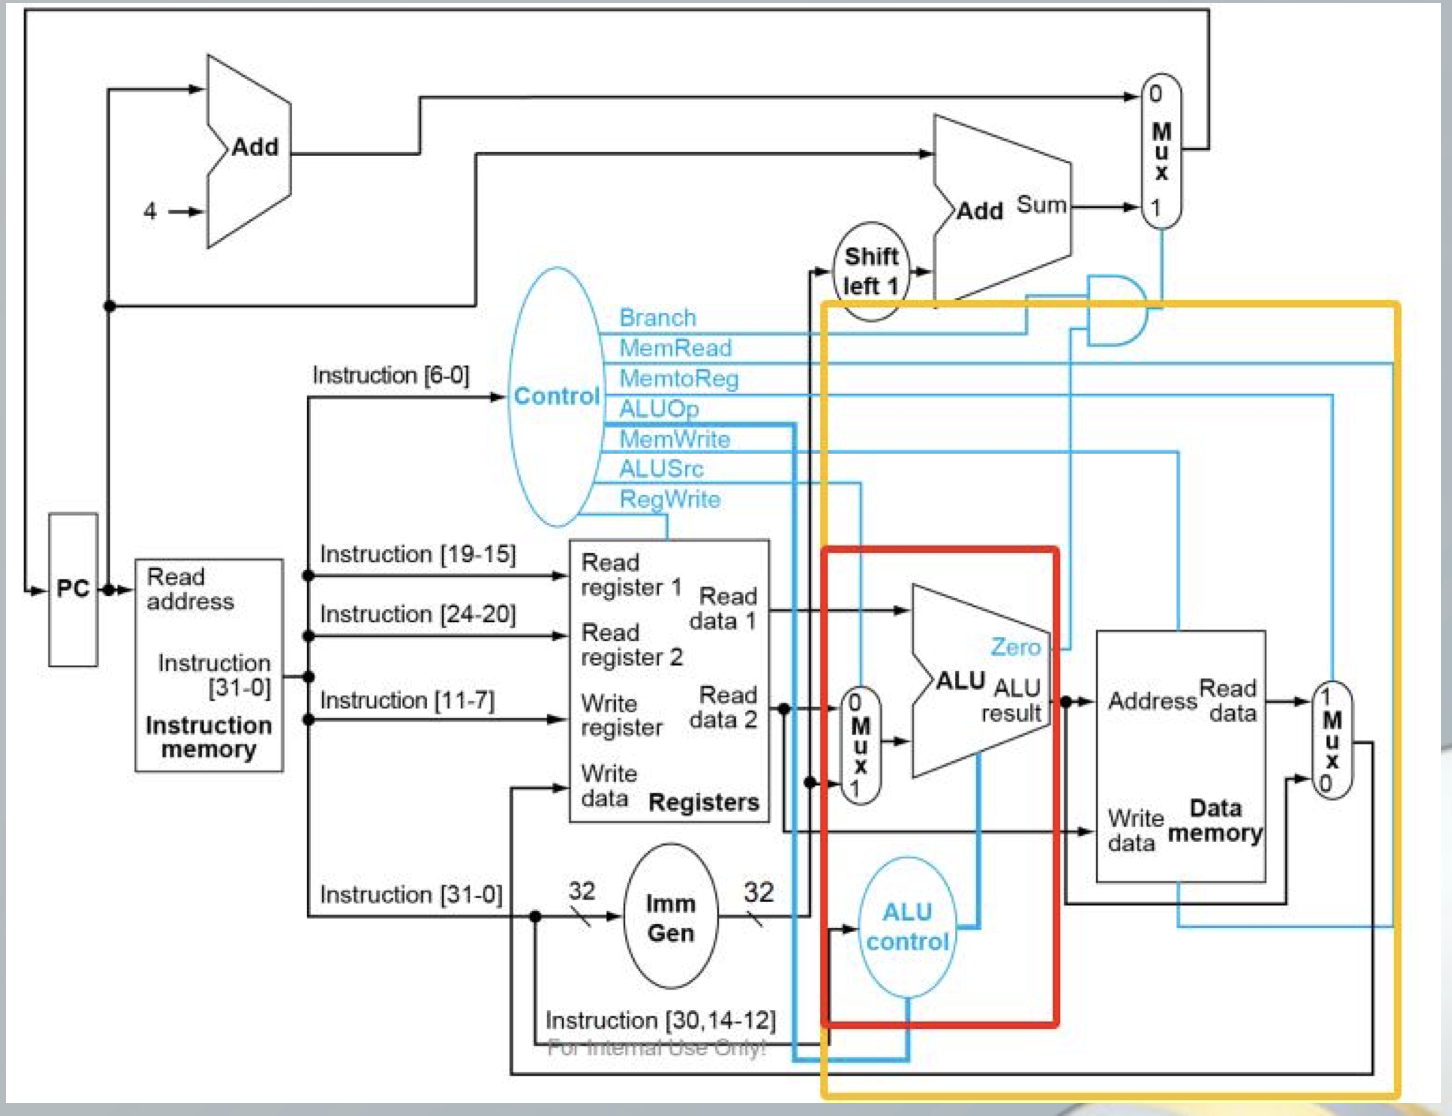 0
M
u
x
1
Add
4
Add Sum
Shift
left 1
Branch
MemRead
MemtoReg
ALUOp
MemWrite
ALUSrc
RegWrite
Instruction [6-0]
Control
PC
Read
address
Instruction
[31-0]
Instruction
memory
Instruction [19-15]
Instruction [24-20]
Instruction [11-7]
Instruction [31-0]
Read
register 1
Read
data 1
Read
register 2
Write
register
Read
data 2
Write
data
Registers
0
M
u
x
1
Zero
ALU
ALU
result
Address
Read
data
Write
data
Data
memory
1
M
u
x
0
32
Imm
Gen
32
ALU
control
Instruction [30,14-12]
For Internal Use Only!